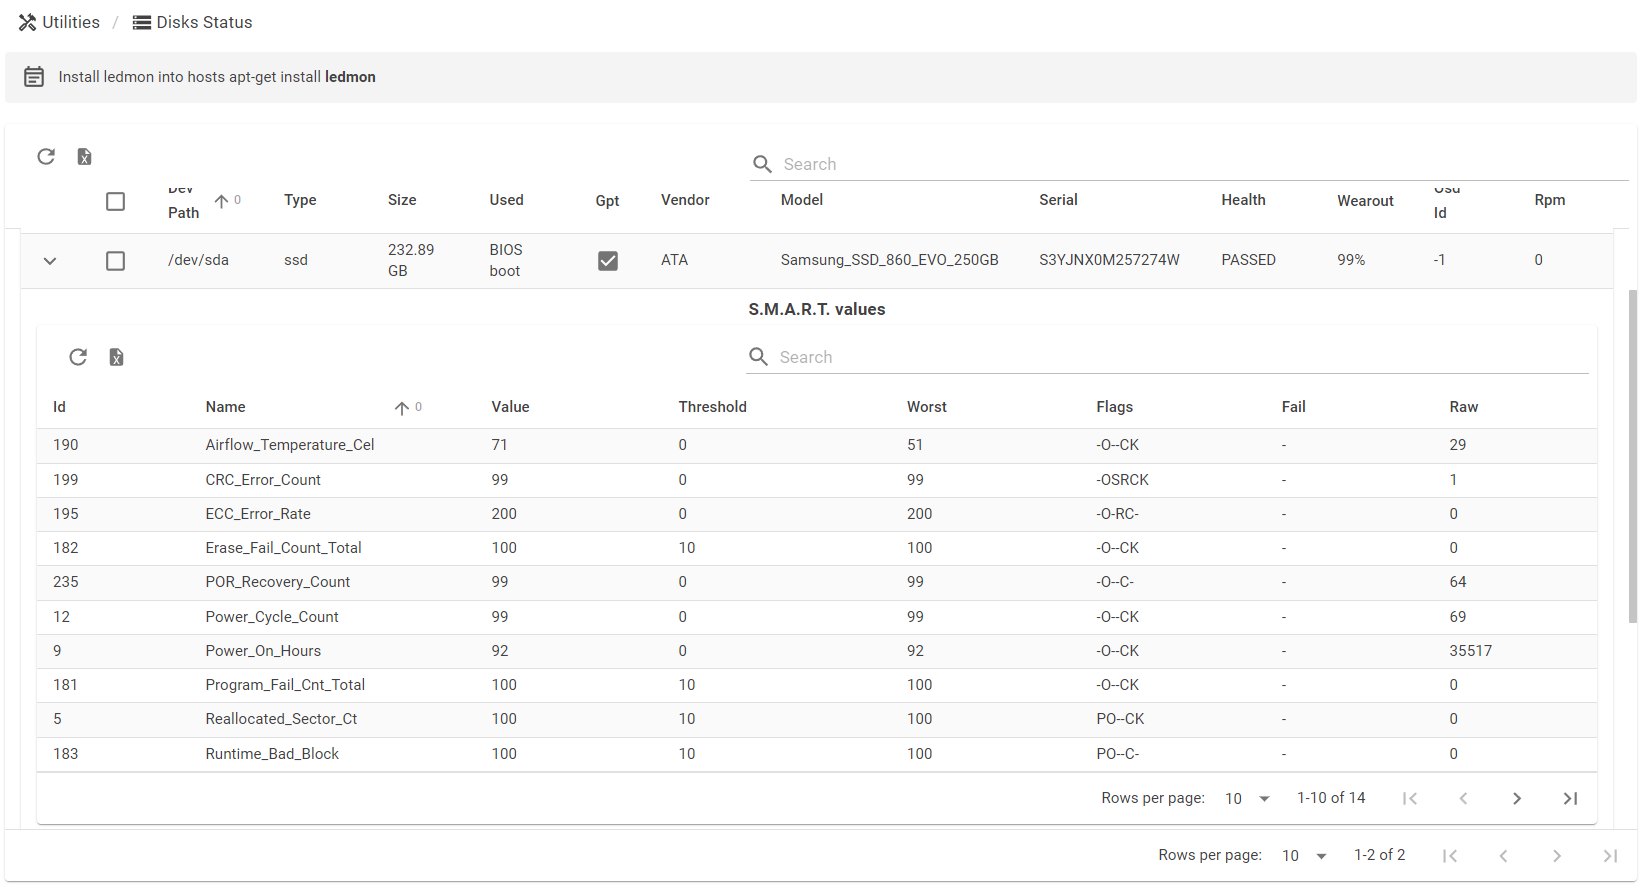 Utilities / Disks Status
Install ledmon into hosts apt-get install ledmon
Search
Dev Path 0 Type Size Used Gpt Vendor Model Serial Health Wearout Osd Id Rpm
/dev/sda ssd 232.89 GB BIOS boot ATA Samsung_SSD_860_EVO_250GB S3YJNX0M257274W PASSED 99% -1 0
S.M.A.R.T. values
Search
Id Name 0 Value Threshold Worst Flags Fail Raw
190 Airflow_Temperature_Cel 71 0 51 -O--CK - 29
199 CRC_Error_Count 99 0 99 -OSRCK - 1
195 ECC_Error_Rate 200 0 200 -O-RC- - 0
182 Erase_Fail_Count_Total 100 10 100 -O--CK - 0
235 POR_Recovery_Count 99 0 99 -O--C- - 64
12 Power_Cycle_Count 99 0 99 -O--CK - 69
9 Power_On_Hours 92 0 92 -O--CK - 35517
181 Program_Fail_Cnt_Total 100 10 100 -O--CK - 0
5 Reallocated_Sector_Ct 100 10 100 PO--CK - 0
183 Runtime_Bad_Block 100 10 100 PO--C- - 0
Rows per page: 10 1-10 of 14
Rows per page: 10 1-2 of 2